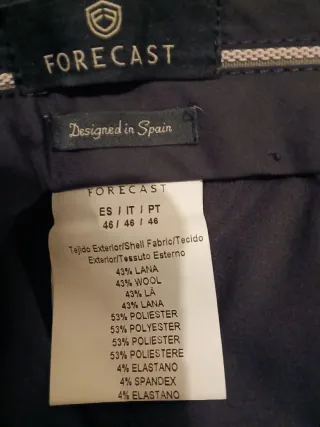 FORECAST
Designed in Spain
FORECAST
ES / IT / PT
46 / 46 / 46
Tejido Exterior/Shell Fabric/Tecido
Exterior/Tessuto Esterno
43% LANA
43% WOOL
43% LÃ
43% LANA
53% POLIESTER
53% POLYESTER
53% POLIESTER
53% POLIESTERE
4% ELASTANO
4% SPANDEX
4% ELASTANO